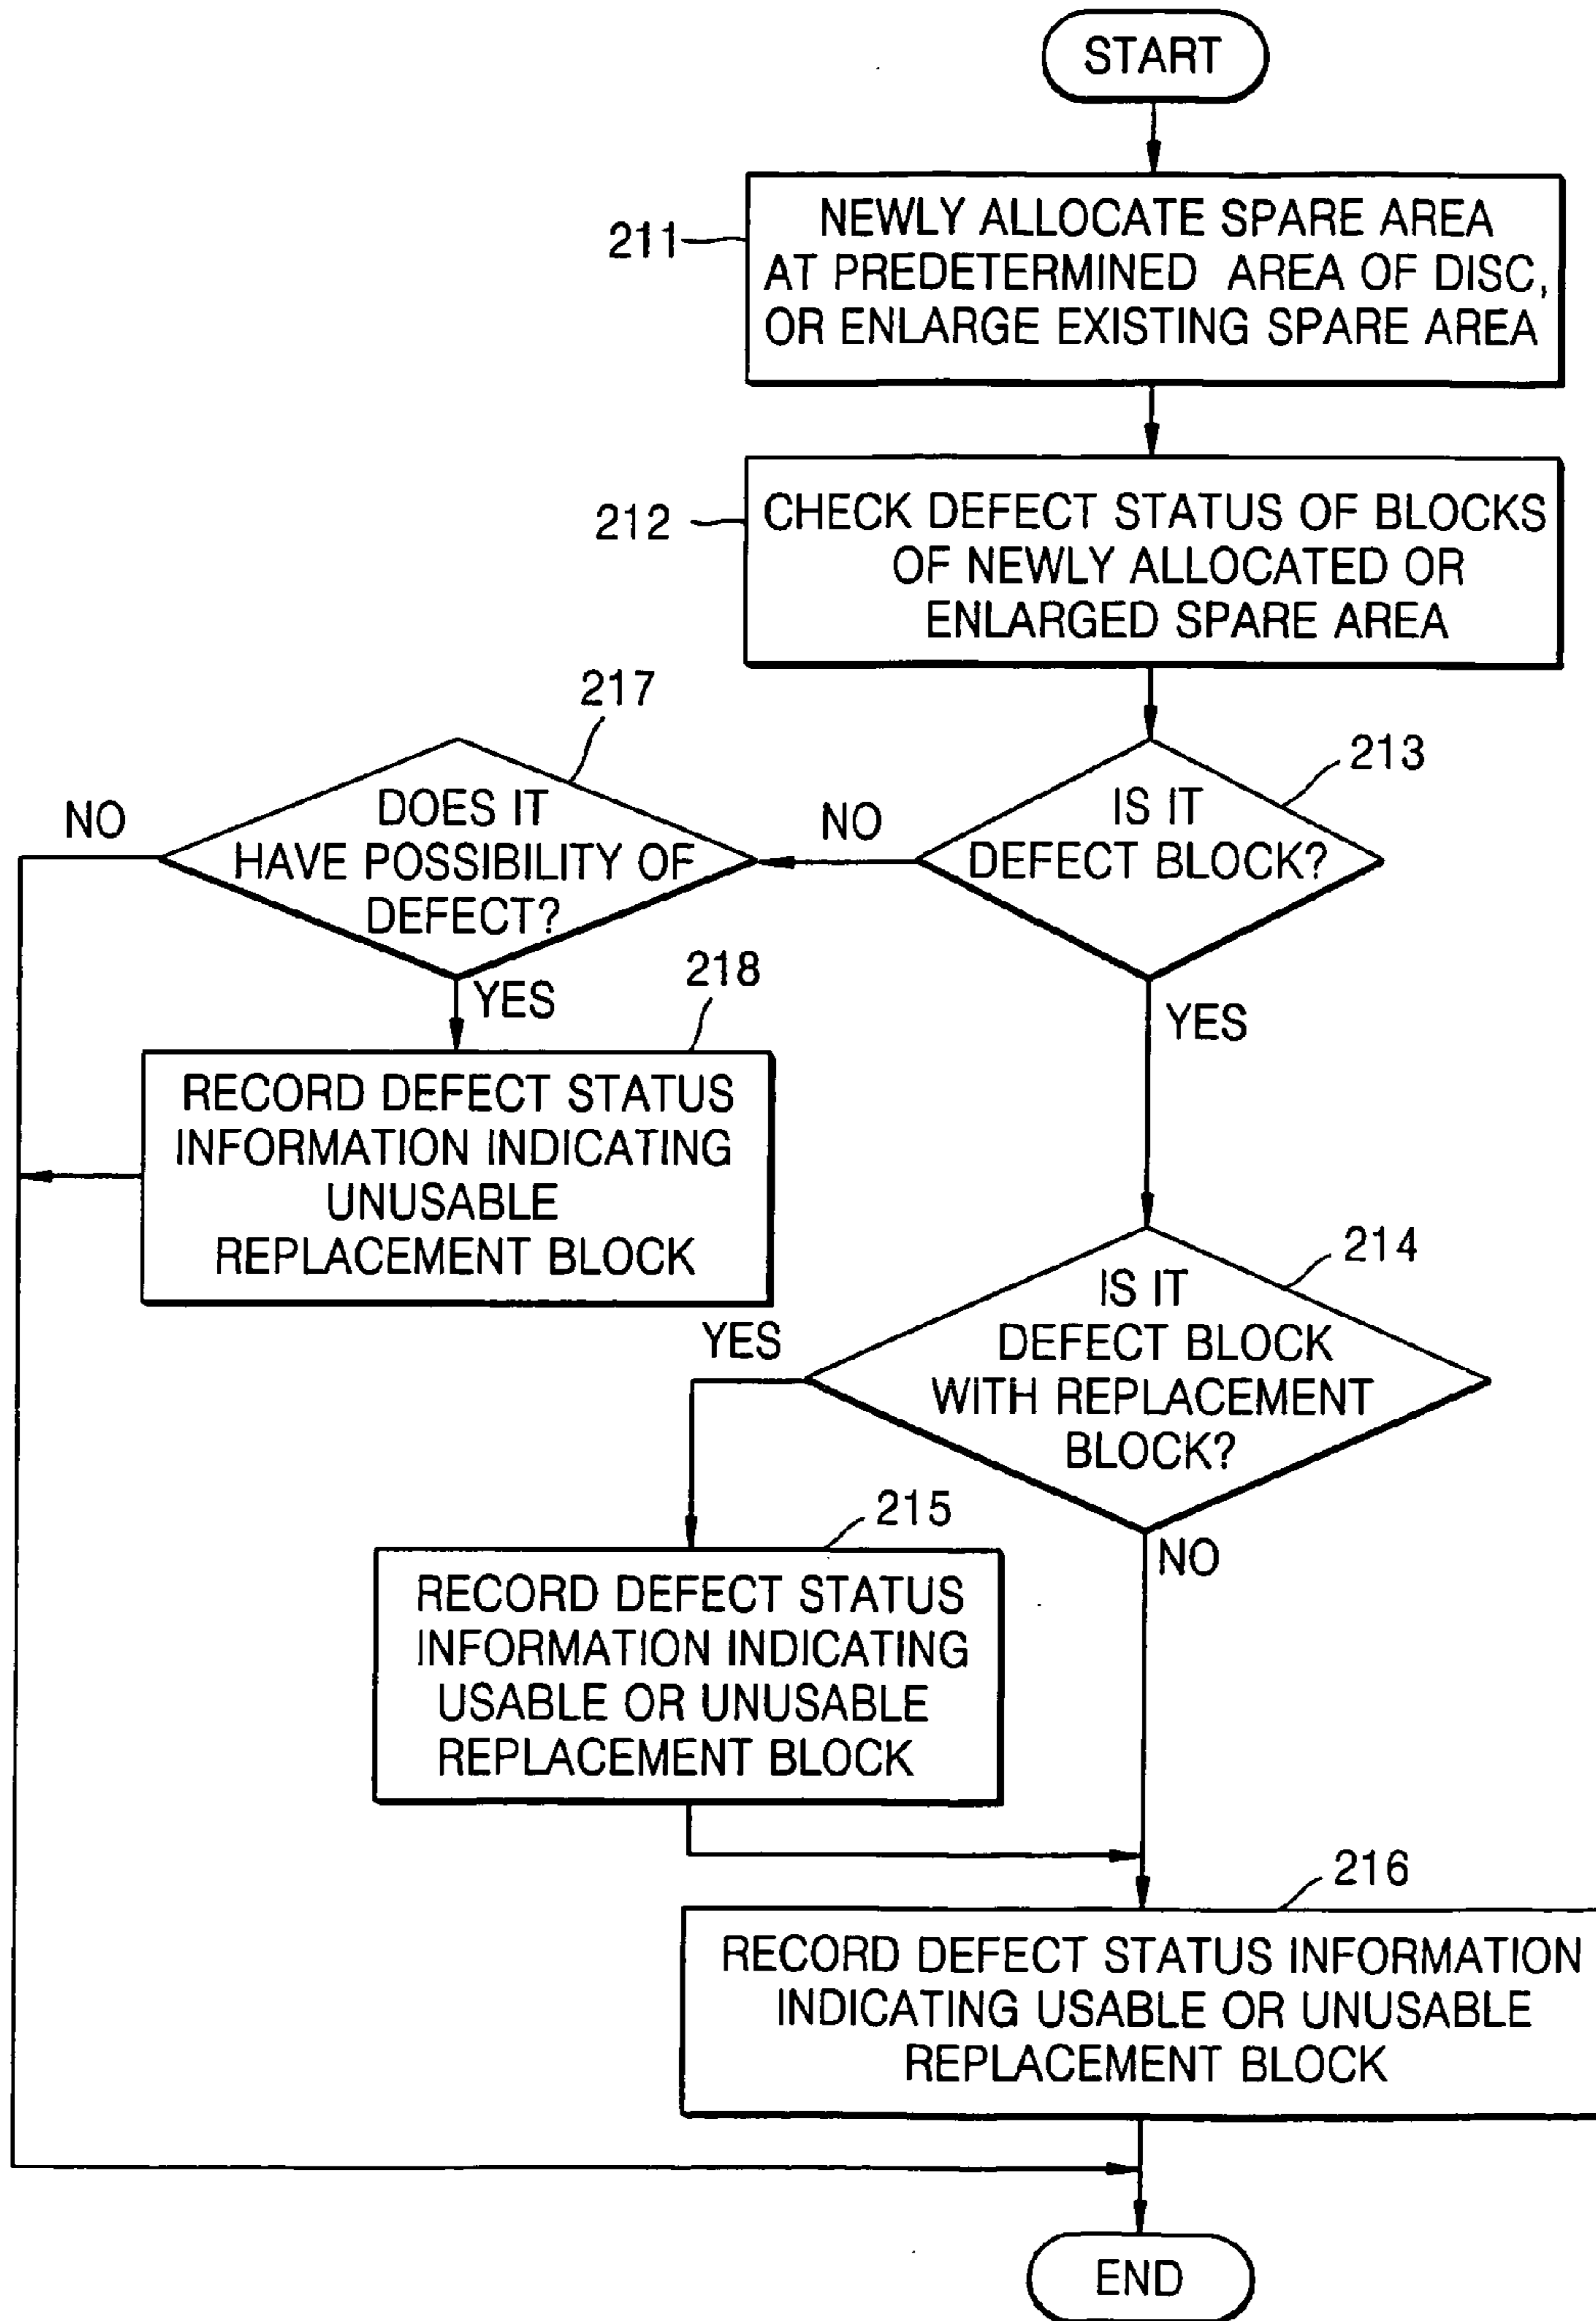 START
211
NEWLY ALLOCATE SPARE AREA
AT PREDETERMINED AREA OF DISC,
OR ENLARGE EXISTING SPARE AREA
212
CHECK DEFECT STATUS OF BLOCKS
OF NEWLY ALLOCATED OR
ENLARGED SPARE AREA
213
IS IT
DEFECT BLOCK?
NO
YES
217
DOES IT
HAVE POSSIBILITY OF
DEFECT?
NO
YES
218
RECORD DEFECT STATUS
INFORMATION INDICATING
UNUSABLE
REPLACEMENT BLOCK
214
IS IT
DEFECT BLOCK
WITH REPLACEMENT
BLOCK?
YES
NO
215
RECORD DEFECT STATUS
INFORMATION INDICATING
USABLE OR UNUSABLE
REPLACEMENT BLOCK
216
RECORD DEFECT STATUS INFORMATION
INDICATING USABLE OR UNUSABLE
REPLACEMENT BLOCK
END